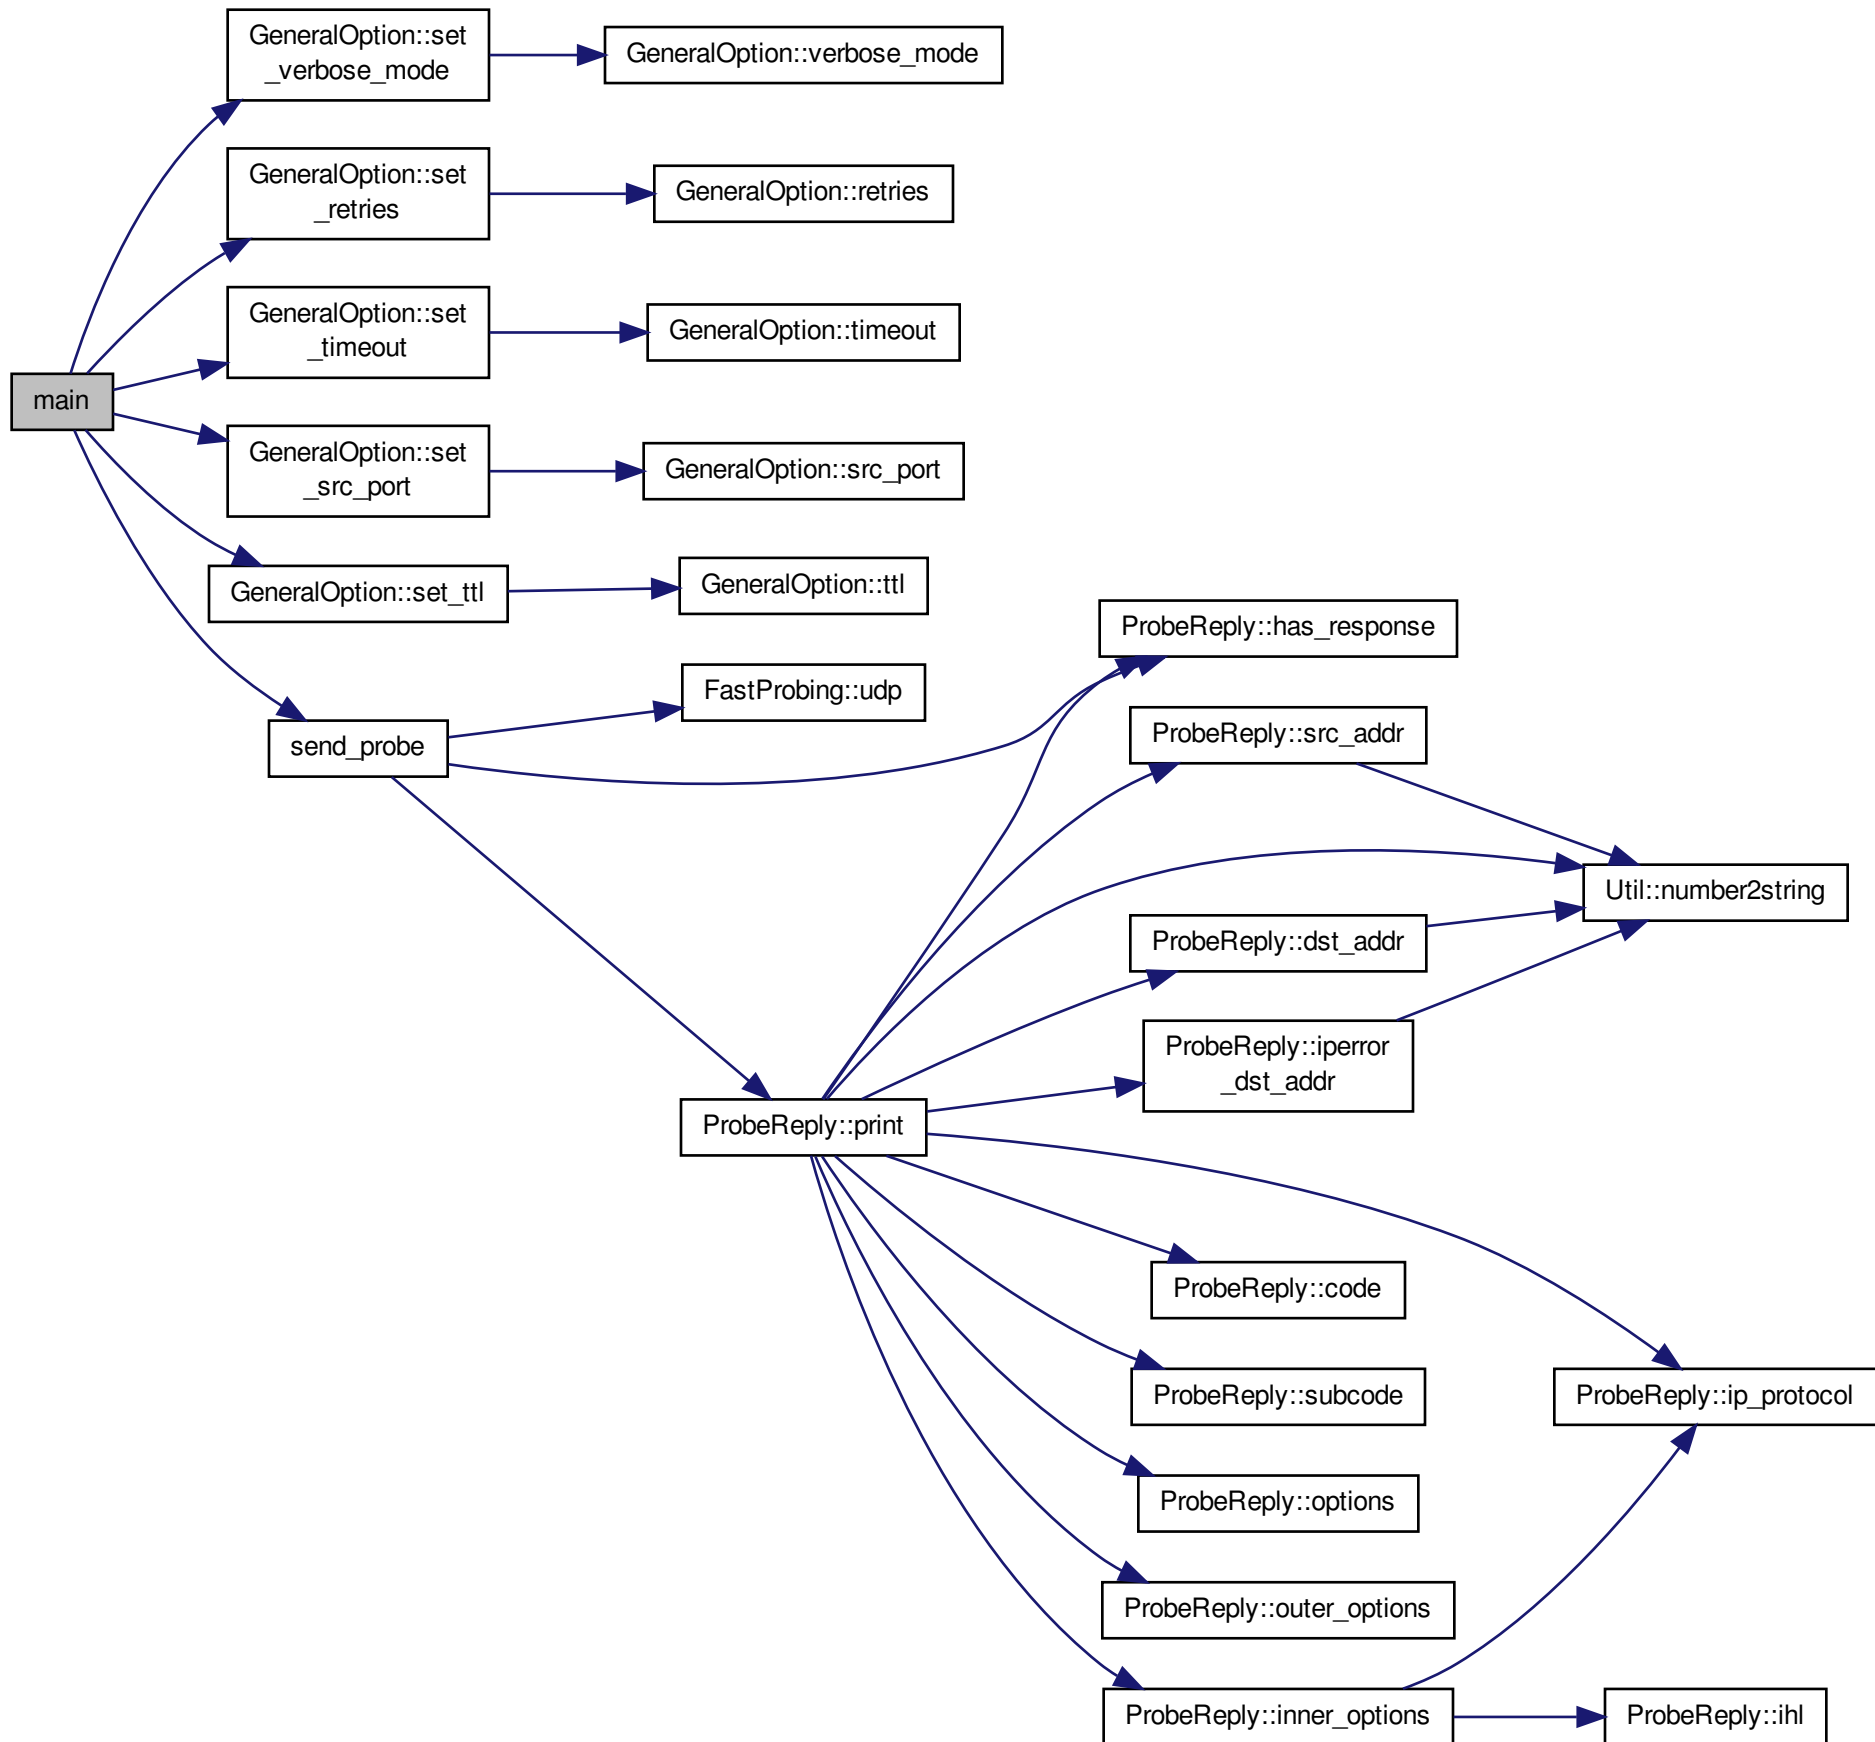 GeneralOption::set
_verbose_mode
GeneralOption::verbose_mode
GeneralOption::set
_retries
GeneralOption::retries
GeneralOption::set
_timeout
GeneralOption::timeout
main
GeneralOption::set
_src_port
GeneralOption::src_port
GeneralOption::set_ttl
GeneralOption::ttl
ProbeReply::has_response
FastProbing::udp
send_probe
ProbeReply::src_addr
Util::number2string
ProbeReply::dst_addr
ProbeReply::iperror
_dst_addr
ProbeReply::print
ProbeReply::code
ProbeReply::subcode
ProbeReply::ip_protocol
ProbeReply::options
ProbeReply::outer_options
ProbeReply::inner_options
ProbeReply::ihl